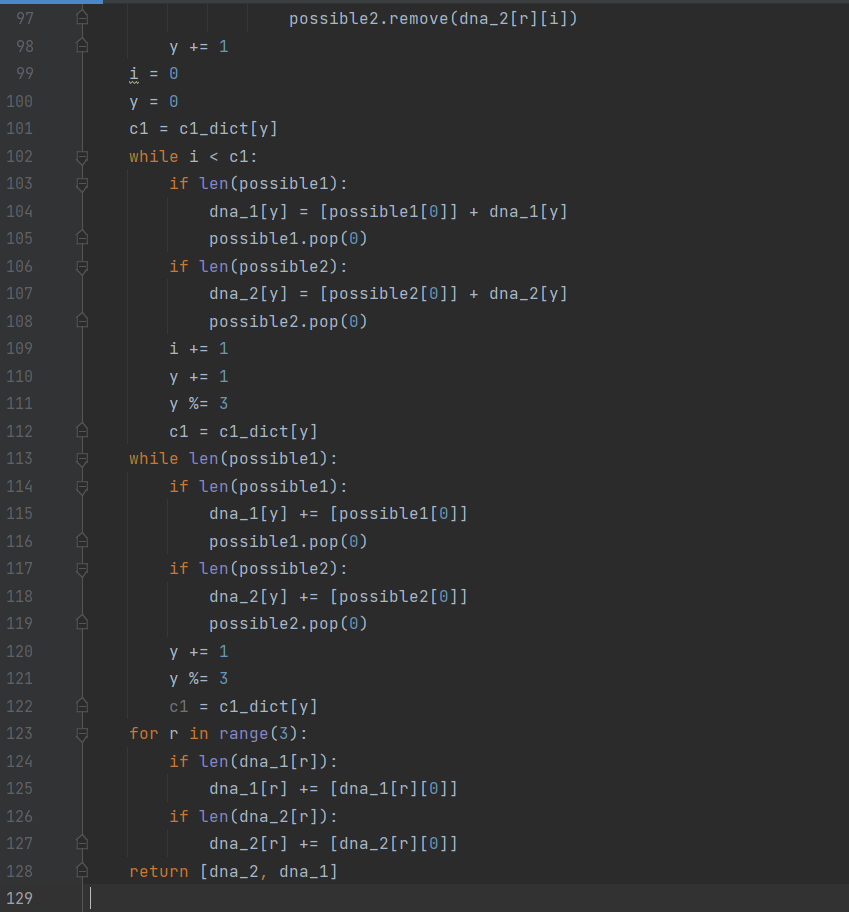 97 possible2.remove(dna_2[r][i])
98 y += 1
99 i = 0
100 y = 0
101 c1 = c1_dict[y]
102 while i < c1:
103 if len(possible1):
104 dna_1[y] = [possible1[0]] + dna_1[y]
105 possible1.pop(0)
106 if len(possible2):
107 dna_2[y] = [possible2[0]] + dna_2[y]
108 possible2.pop(0)
109 i += 1
110 y += 1
111 y %= 3
112 c1 = c1_dict[y]
113 while len(possible1):
114 if len(possible1):
115 dna_1[y] += [possible1[0]]
116 possible1.pop(0)
117 if len(possible2):
118 dna_2[y] += [possible2[0]]
119 possible2.pop(0)
120 y += 1
121 y %= 3
122 c1 = c1_dict[y]
123 for r in range(3):
124 if len(dna_1[r]):
125 dna_1[r] += [dna_1[r][0]]
126 if len(dna_2[r]):
127 dna_2[r] += [dna_2[r][0]]
128 return [dna_2, dna_1]
129